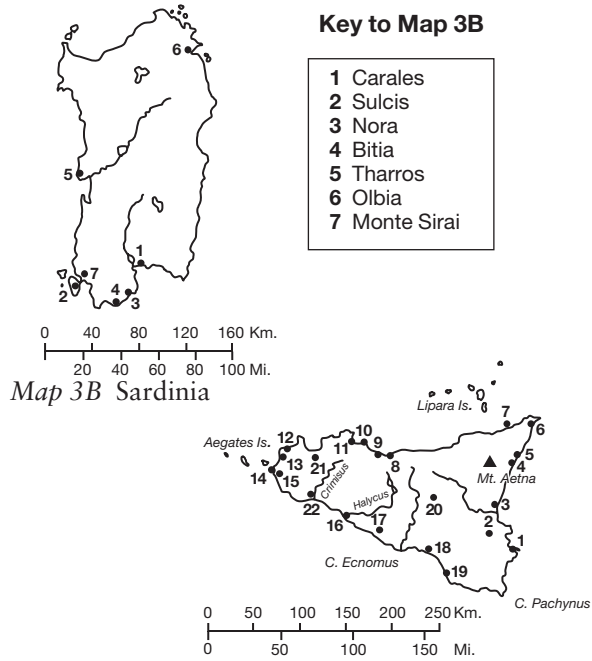 Key to Map 3B
1 Carales
2 Sulcis
3 Nora
4 Bitia
5 Tharros
6 Olbia
7 Monte Sirai
6
5
1
7
2
4
3
0 40 80 120 160 Km.
20 40 60 80 100 Mi.
Map 3B Sardinia
Lipara Is.
7
6
Aegates Is.
12
11
10
9
8
13
21
14
15
5
4
Mt. Aetna
Crimisus
Halycus
22
16
17
20
3
2
1
18
19
C. Ecnomus
C. Pachynus
0 50 100 150 200 250 Km.
0 50 100 150 Mi.